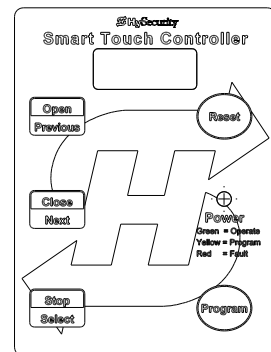 HySecurity
Smart Touch Controller
Open
Previous
Reset
Close
Next
Power
Green = Operate
Yellow = Program
Red = Fault
Stop
Select
Program